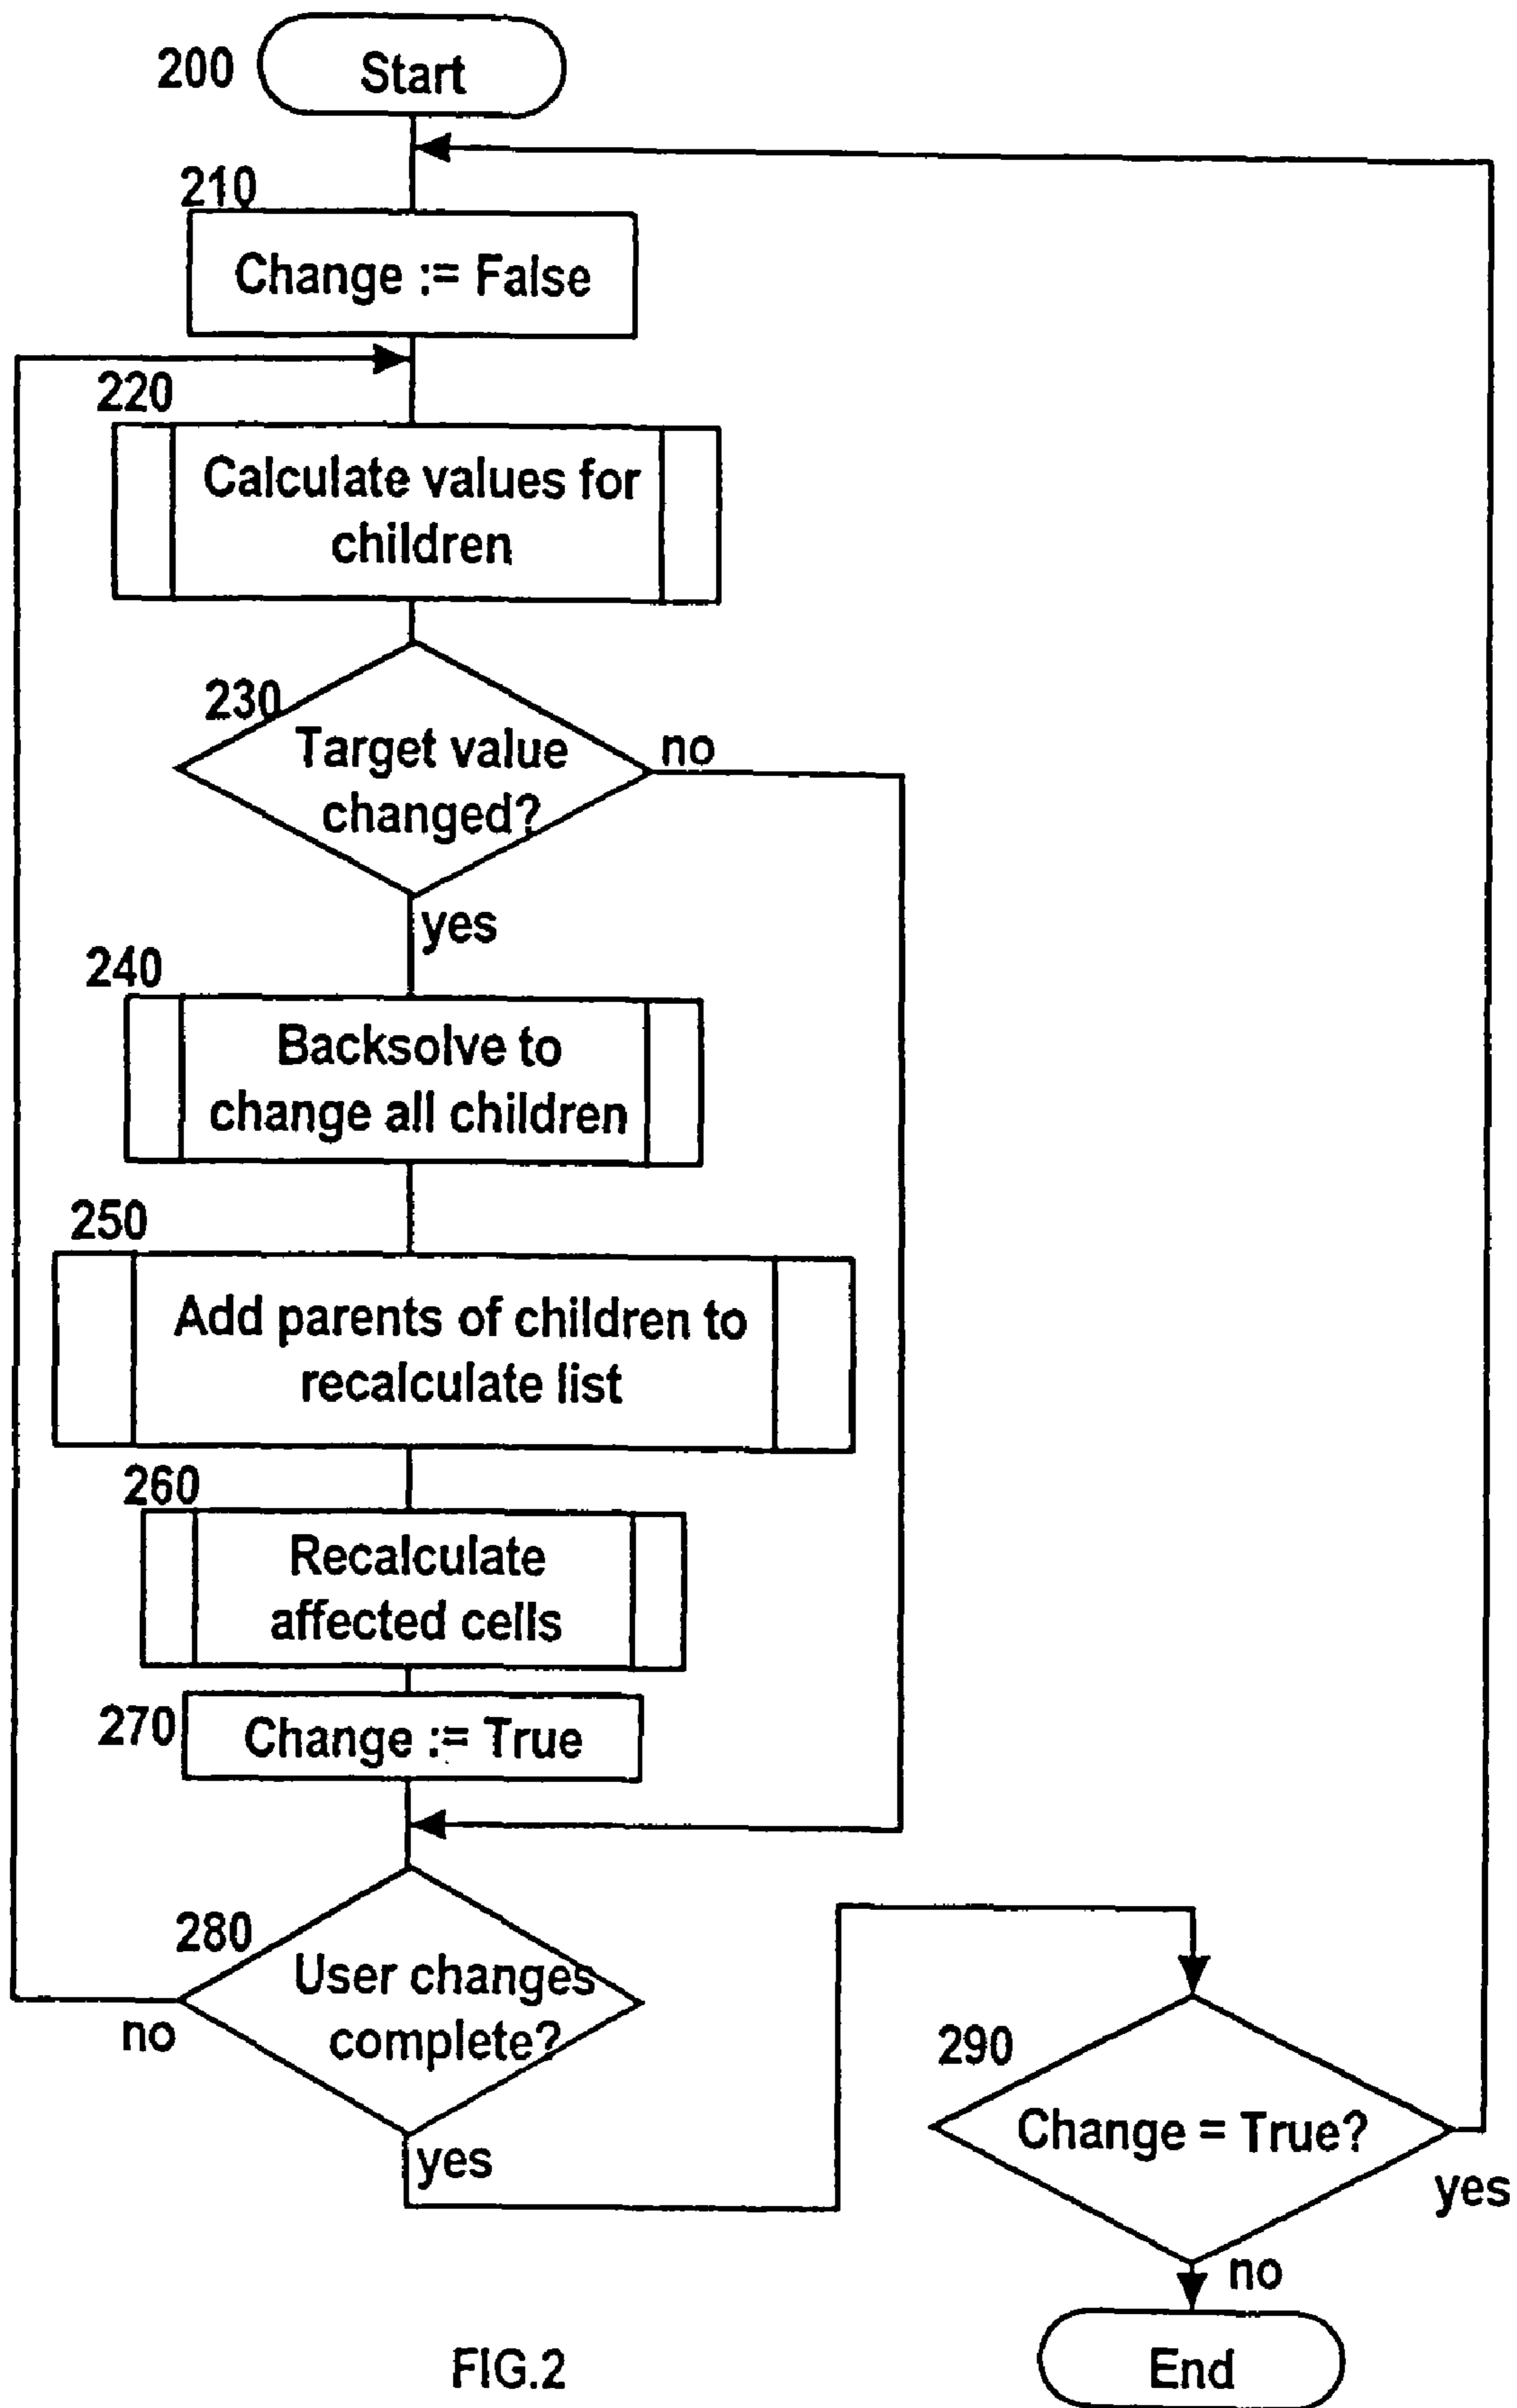 200
Start
210
Change := False
220
Calculate values for
children
230
Target value
changed?
no
yes
240
Backsolve to
change all children
250
Add parents of children to
recalculate list
260
Recalculate
affected cells
270
Change := True
280
User changes
complete?
no
yes
290
Change = True?
yes
no
End
FIG.2